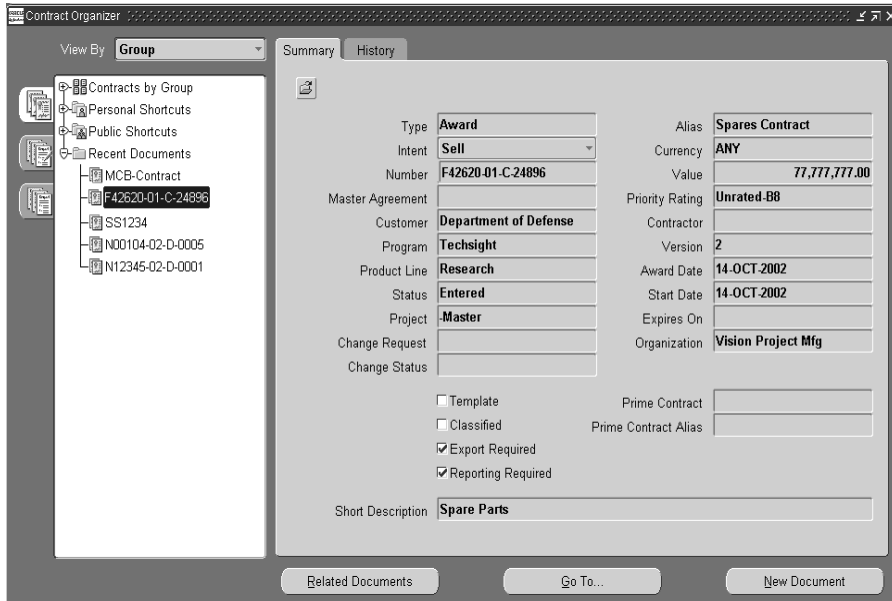 Contract Organizer
View By Group
Contracts by Group
Personal Shortcuts
Public Shortcuts
Recent Documents
MCB-Contract
F42620-01-C-24896
SS1234
N00104-02-D-0005
N12345-02-D-0001
Summary History
Type Award Alias Spares Contract
Intent Sell Currency ANY
Number F42620-01-C-24896 Value 77,777,777.00
Master Agreement Priority Rating Unrated-B8
Customer Department of Defense Contractor
Program Techsight Version 2
Product Line Research Award Date 14-OCT-2002
Status Entered Start Date 14-OCT-2002
Project -Master Expires On
Change Request Organization Vision Project Mfg
Change Status
Template Prime Contract
Classified Prime Contract Alias
Export Required
Reporting Required
Short Description Spare Parts
Related Documents Go To... New Document